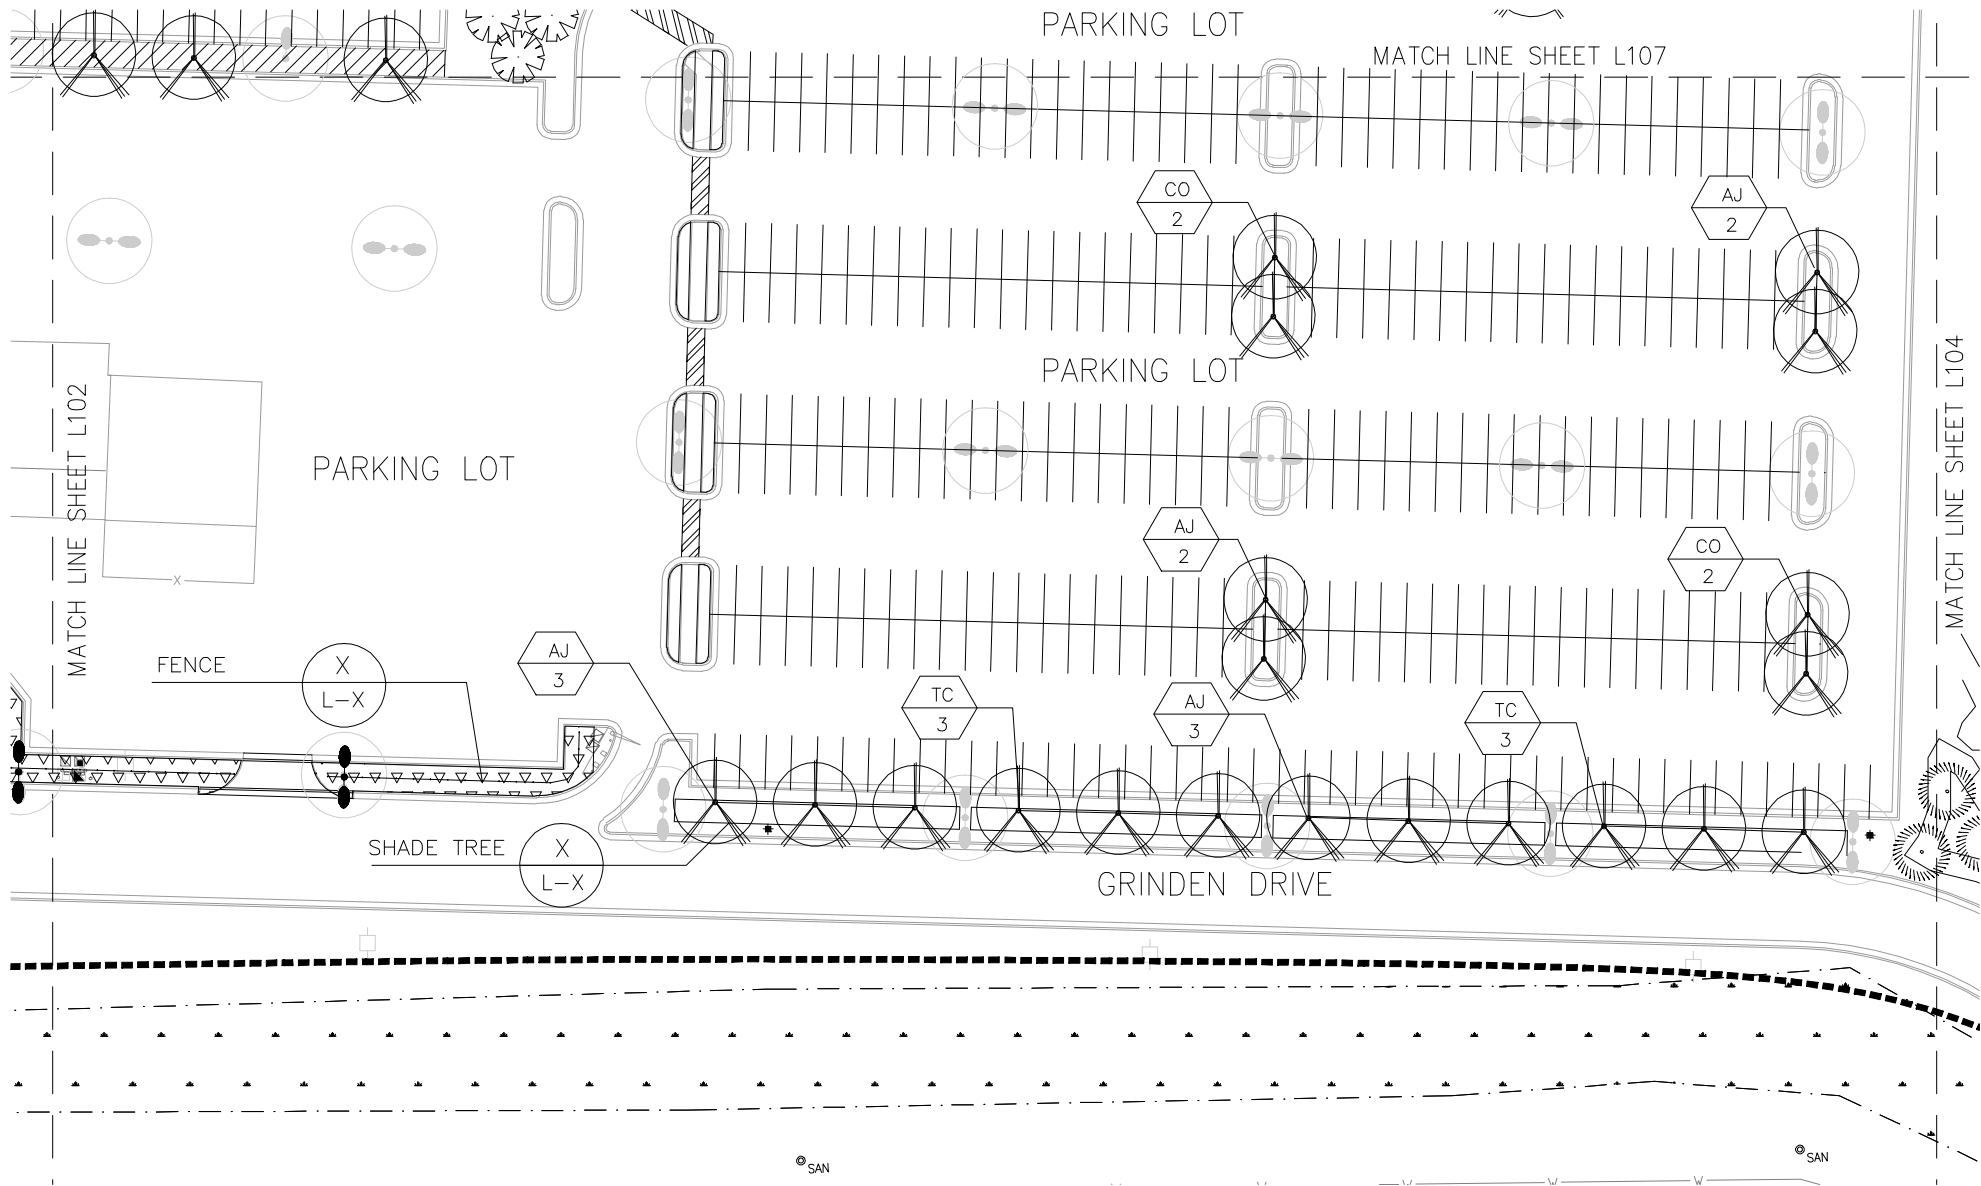 PARKING LOT
MATCH LINE SHEET L107
CO
2
AJ
2
PARKING LOT
MATCH LINE SHEET L102
MATCH LINE SHEET L104
PARKING LOT
AJ
2
CO
2
X
FENCE
X
L-X
AJ
3
TC
3
AJ
3
TC
3
SHADE TREE
X
L-X
GRINDEN DRIVE
SAN
SAN
W
W
W
W